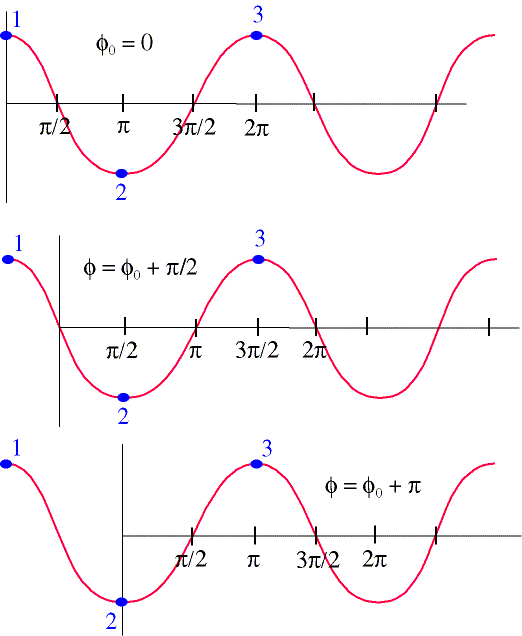 1
3
ϕ₀ = 0
π/2
π
3π/2
2π
2
1
3
ϕ = ϕ₀ + π/2
π/2
π
3π/2
2π
2
1
3
ϕ = ϕ₀ + π
π/2
π
3π/2
2π
2